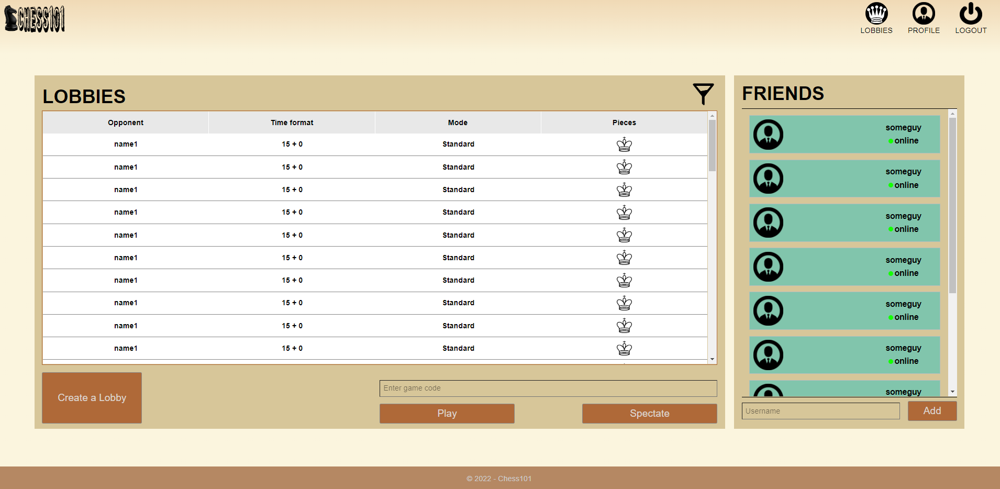 CHESS101
LOBBIES PROFILE LOGOUT
LOBBIES
Opponent Time format Mode Pieces
name1 15 + 0 Standard
name1 15 + 0 Standard
name1 15 + 0 Standard
name1 15 + 0 Standard
name1 15 + 0 Standard
name1 15 + 0 Standard
name1 15 + 0 Standard
name1 15 + 0 Standard
name1 15 + 0 Standard
name1 15 + 0 Standard
Create a Lobby
Enter game code
Play Spectate
FRIENDS
someguy
online
someguy
online
someguy
online
someguy
online
someguy
online
someguy
online
someguy
Username Add
© 2022 - Chess101